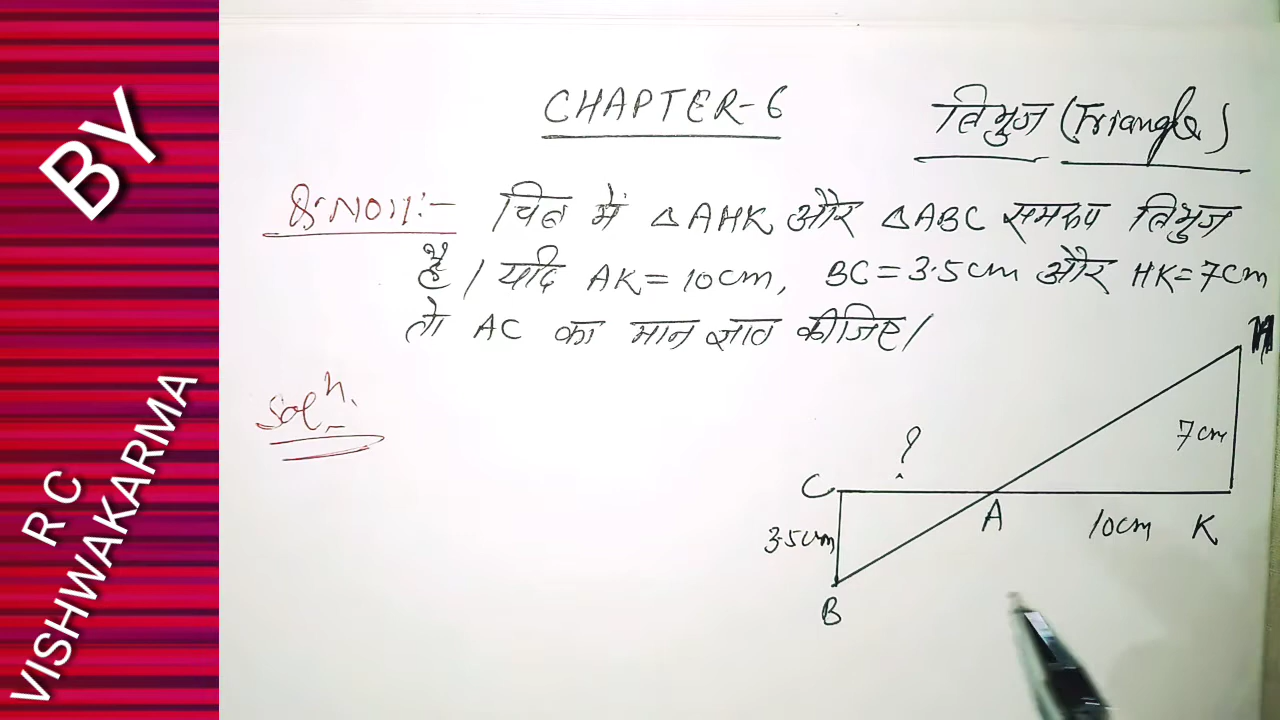 BY
R C
VISHWAKARMA
CHAPTER-6
त्रिभुज (Triangle)
Q.NO11:- चित्र में △AHK और △ABC समरूप त्रिभुज
है। यदि AK=10cm, BC=3.5cm और HK=7cm
तो AC का मान ज्ञात कीजिए।
Solⁿ.
H
7cm
?
C
A
10cm
K
3.5cm
B